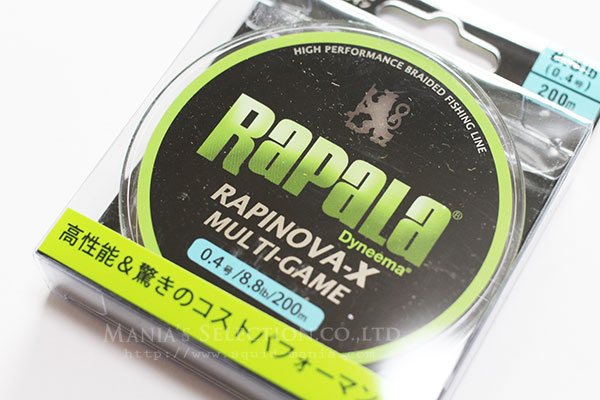 8.8lb
(0.4号)
200m
HIGH PERFORMANCE BRAIDED FISHING LINE
Rapala®
Dyneema®
RAPINOVA-X
MULTI-GAME
0.4号/8.8lb/200m
高性能&驚きのコストパフォーマン
MANIA'S SELECTION.CO.,LTD.